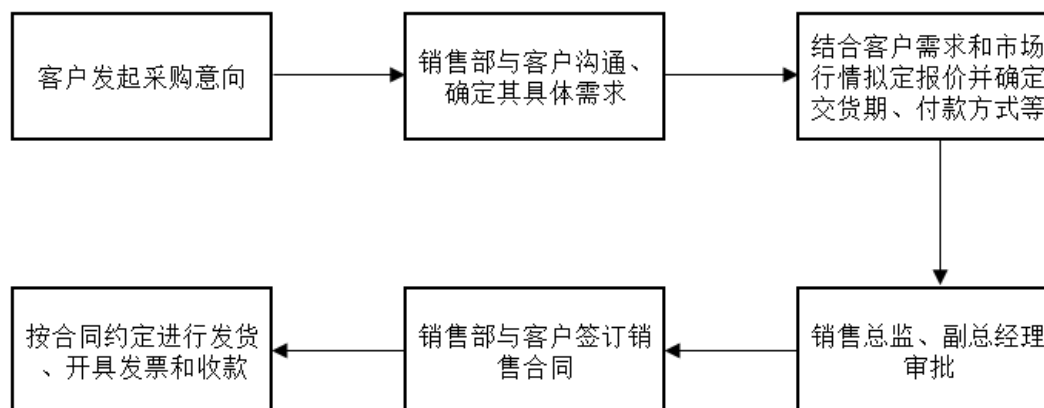 客户发起采购意向
销售部与客户沟通、
确定其具体需求
结合客户需求和市场
行情拟定报价并确定
交货期、付款方式等
按合同约定进行发货
、开具发票和收款
销售部与客户签订销
售合同
销售总监、副总经理
审批